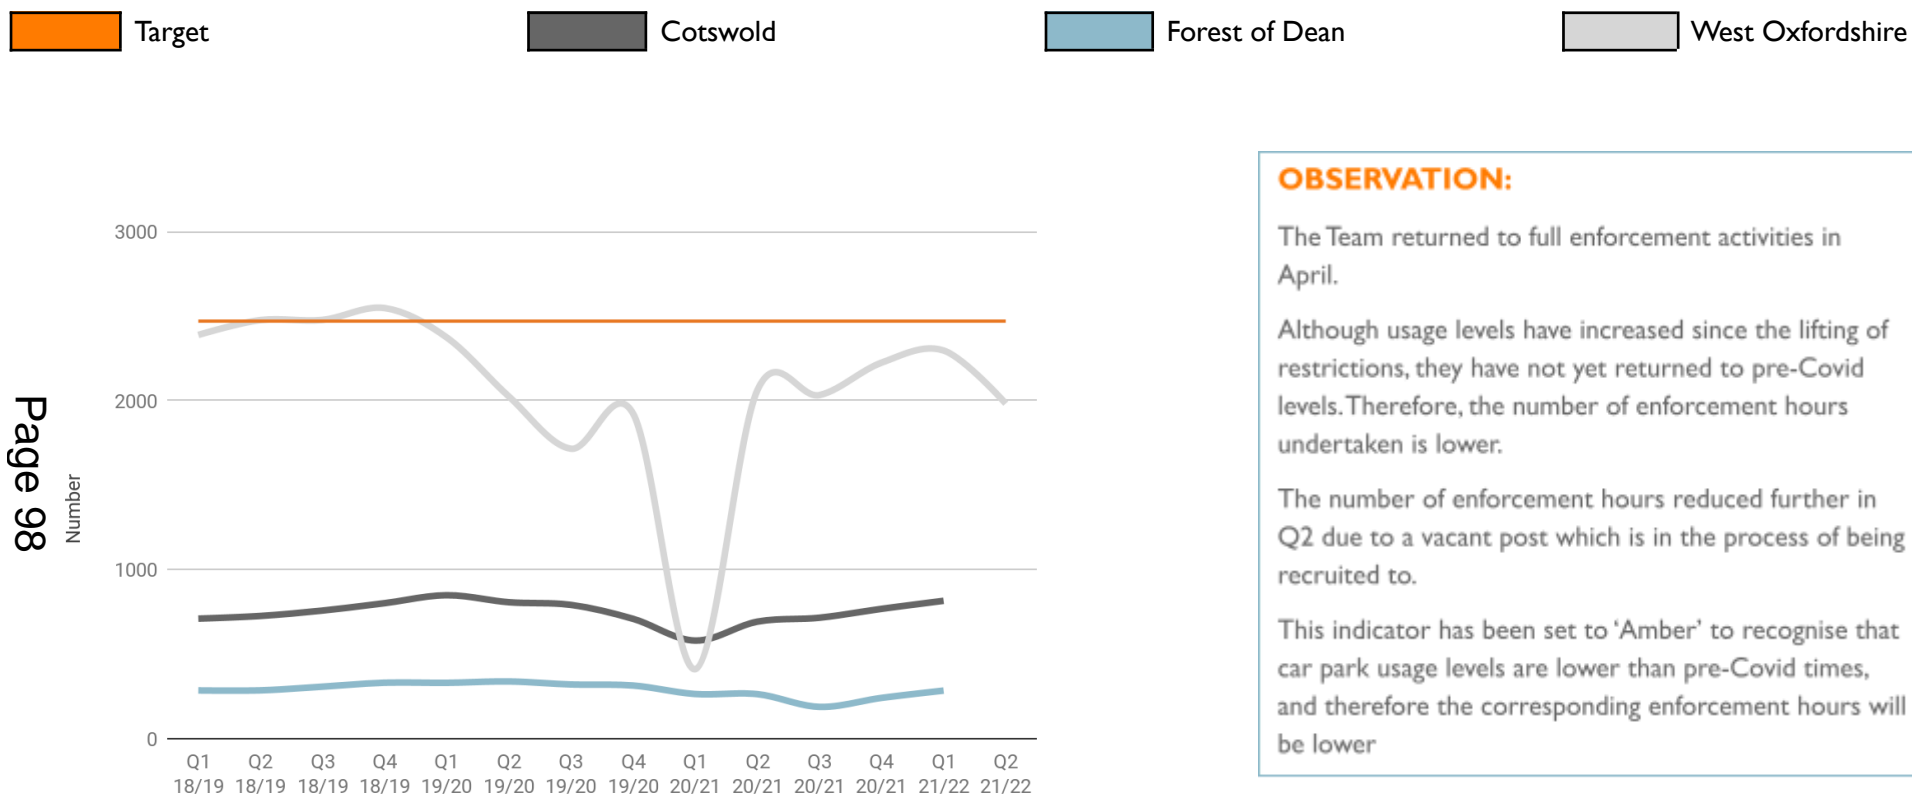 Target
Cotswold
Forest of Dean
West Oxfordshire
Page 98
Number
3000
2000
1000
0
Q1 Q2 Q3 Q4 Q1 Q2 Q3 Q4 Q1 Q2 Q3 Q4 Q1 Q2
18/19 18/19 18/19 18/19 19/20 19/20 19/20 19/20 20/21 20/21 20/21 20/21 21/22 21/22
OBSERVATION:
The Team returned to full enforcement activities in
April.
Although usage levels have increased since the lifting of
restrictions, they have not yet returned to pre-Covid
levels. Therefore, the number of enforcement hours
undertaken is lower.
The number of enforcement hours reduced further in
Q2 due to a vacant post which is in the process of being
recruited to.
This indicator has been set to ‘Amber’ to recognise that
car park usage levels are lower than pre-Covid times,
and therefore the corresponding enforcement hours will
be lower